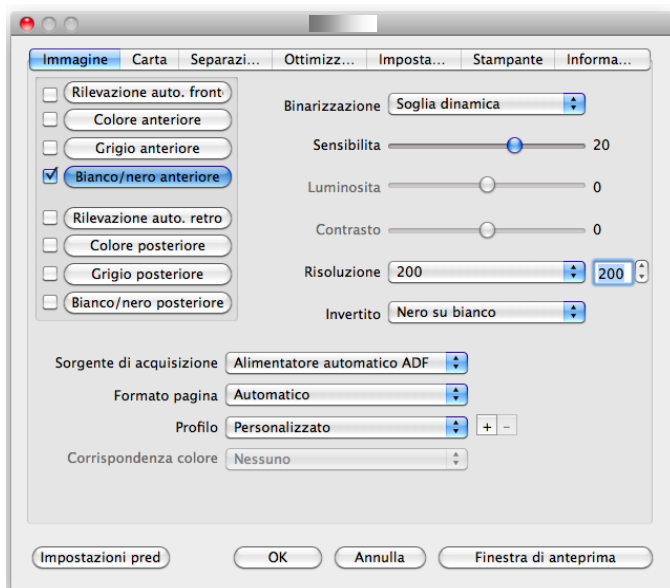 Immagine Carta Separazi... Ottimizz... Imposta... Stampante Informa...
Rilevazione auto. fronte
Colore anteriore
Grigio anteriore
Bianco/nero anteriore
Rilevazione auto. retro
Colore posteriore
Grigio posteriore
Bianco/nero posteriore
Binarizzazione Soglia dinamica
Sensibilita 20
Luminosita 0
Contrasto 0
Risoluzione 200 200
Invertito Nero su bianco
Sorgente di acquisizione Alimentatore automatico ADF
Formato pagina Automatico
Profilo Personalizzato + -
Corrispondenza colore Nessuno
Impostazioni pred OK Annulla Finestra di anteprima